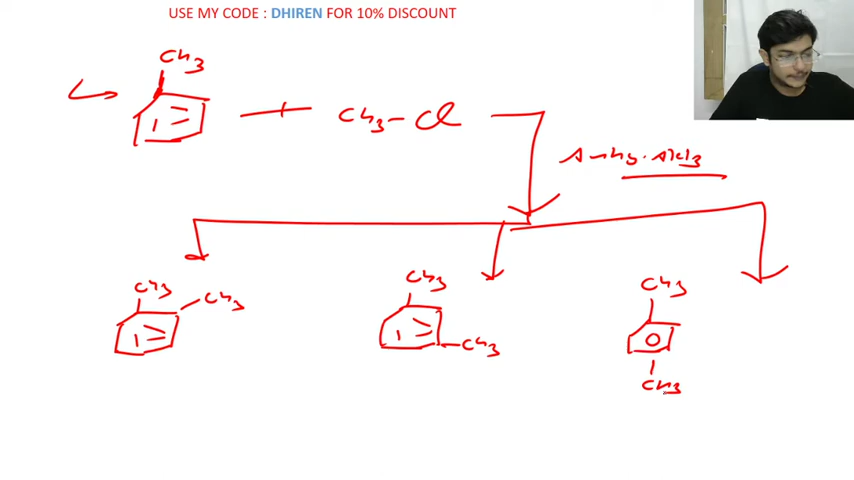 USE MY CODE : DHIREN FOR 10% DISCOUNT
CH3
+ CH3-Cl
Anhy. AlCl3
CH3 CH3 CH3
CH3
CH3
CH3